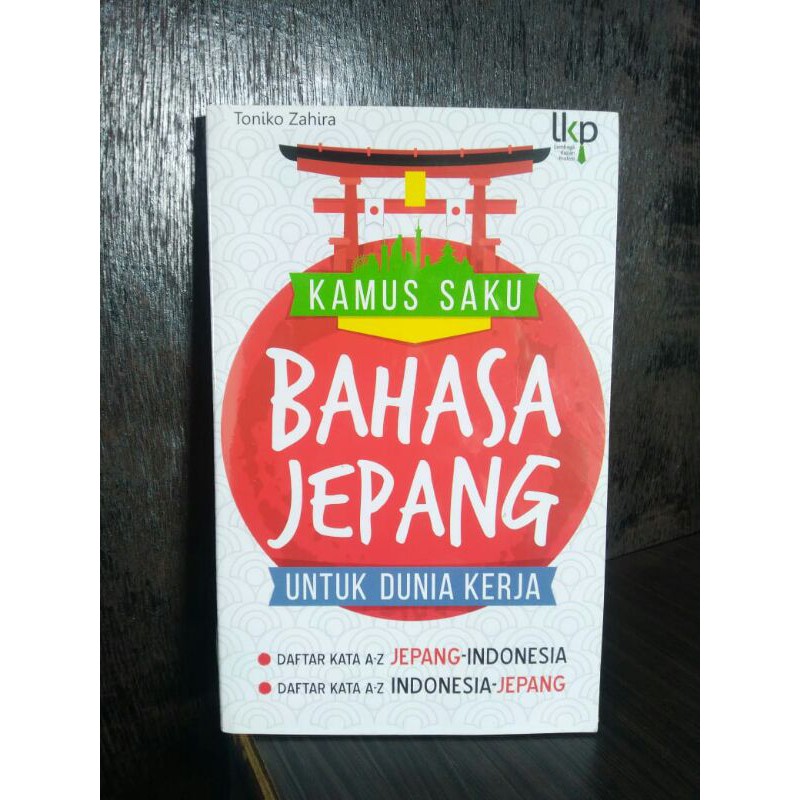 Toniko Zahira
lkp
KAMUS SAKU
BAHASA
JEPANG
UNTUK DUNIA KERJA
DAFTAR KATA A-Z JEPANG-INDONESIA
DAFTAR KATA A-Z INDONESIA-JEPANG